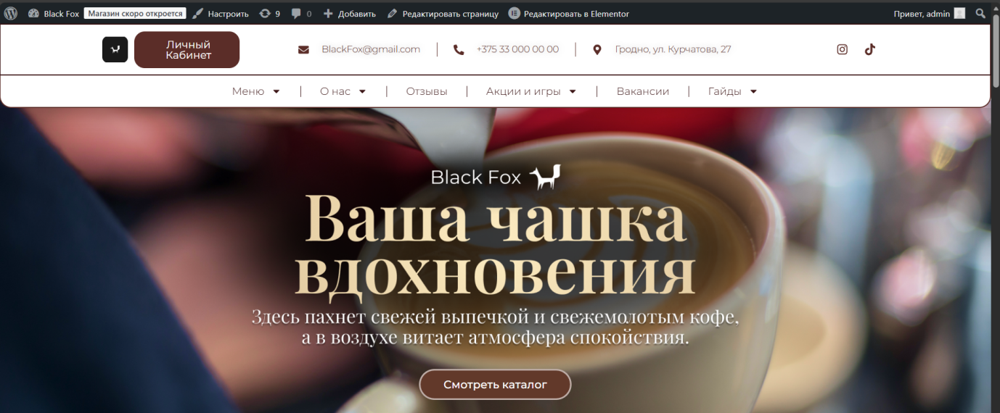 Black Fox Магазин скоро откроется Настроить 9 0 Добавить Редактировать страницу Редактировать в Elementor Привет, admin
Личный
Кабинет
BlackFox@gmail.com +375 33 000 00 00 Гродно, ул. Курчатова, 27
Меню О нас Отзывы Акции и игры Вакансии Гайды
Black Fox
Ваша чашка
вдохновения
Здесь пахнет свежей выпечкой и свежемолотым кофе,
а в воздухе витает атмосфера спокойствия.
Смотреть каталог